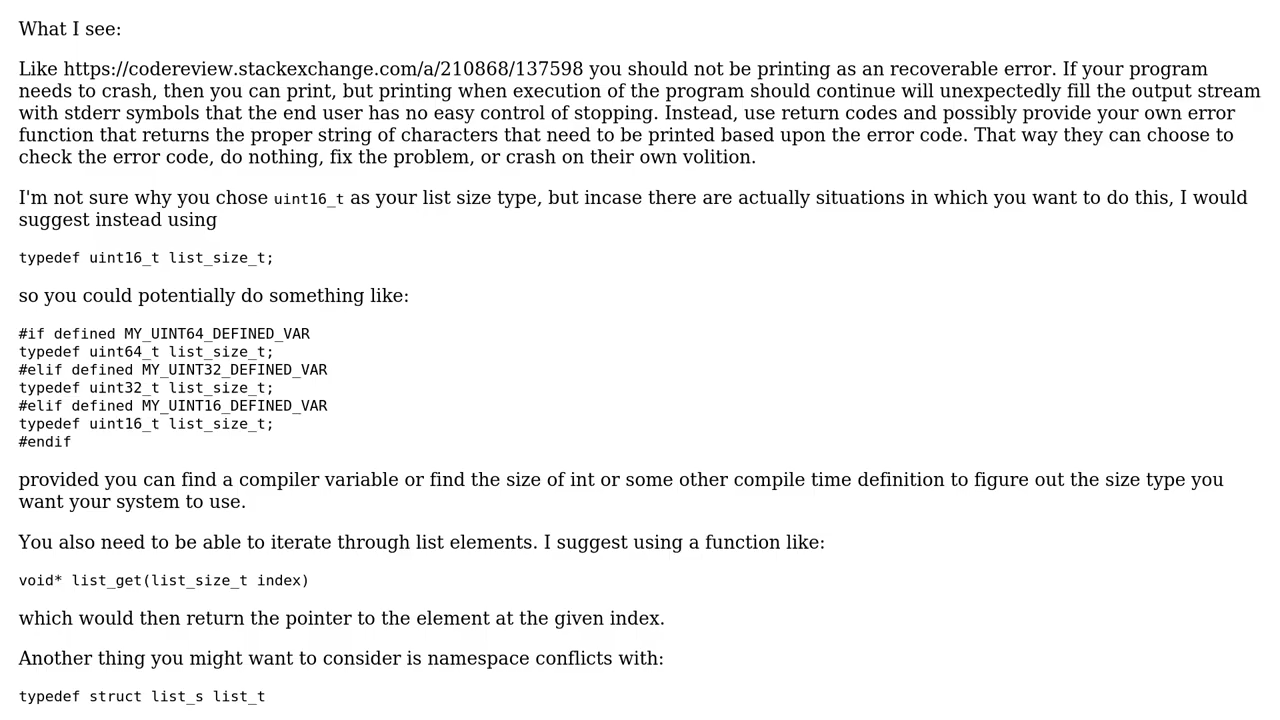 What I see:
Like https://codereview.stackexchange.com/a/210868/137598 you should not be printing as an recoverable error. If your program
needs to crash, then you can print, but printing when execution of the program should continue will unexpectedly fill the output stream
with stderr symbols that the end user has no easy control of stopping. Instead, use return codes and possibly provide your own error
function that returns the proper string of characters that need to be printed based upon the error code. That way they can choose to
check the error code, do nothing, fix the problem, or crash on their own volition.
I'm not sure why you chose uint16_t as your list size type, but incase there are actually situations in which you want to do this, I would
suggest instead using
typedef uint16_t list_size_t;
so you could potentially do something like:
#if defined MY_UINT64_DEFINED_VAR
typedef uint64_t list_size_t;
#elif defined MY_UINT32_DEFINED_VAR
typedef uint32_t list_size_t;
#elif defined MY_UINT16_DEFINED_VAR
typedef uint16_t list_size_t;
#endif
provided you can find a compiler variable or find the size of int or some other compile time definition to figure out the size type you
want your system to use.
You also need to be able to iterate through list elements. I suggest using a function like:
void* list_get(list_size_t index)
which would then return the pointer to the element at the given index.
Another thing you might want to consider is namespace conflicts with:
typedef struct list_s list_t